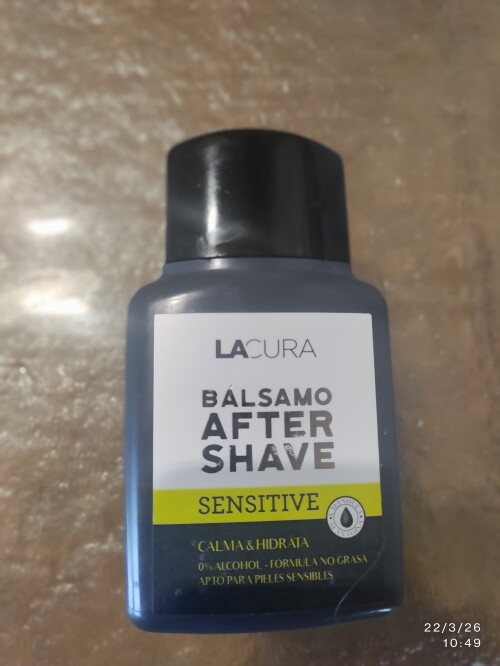 LACURA
BÁLSAMO
AFTER
SHAVE
SENSITIVE
CALMA & HIDRATA
0% ALCOHOL - FÓRMULA NO GRASA
APTO PARA PIELES SENSIBLES
22/3/26
10:49